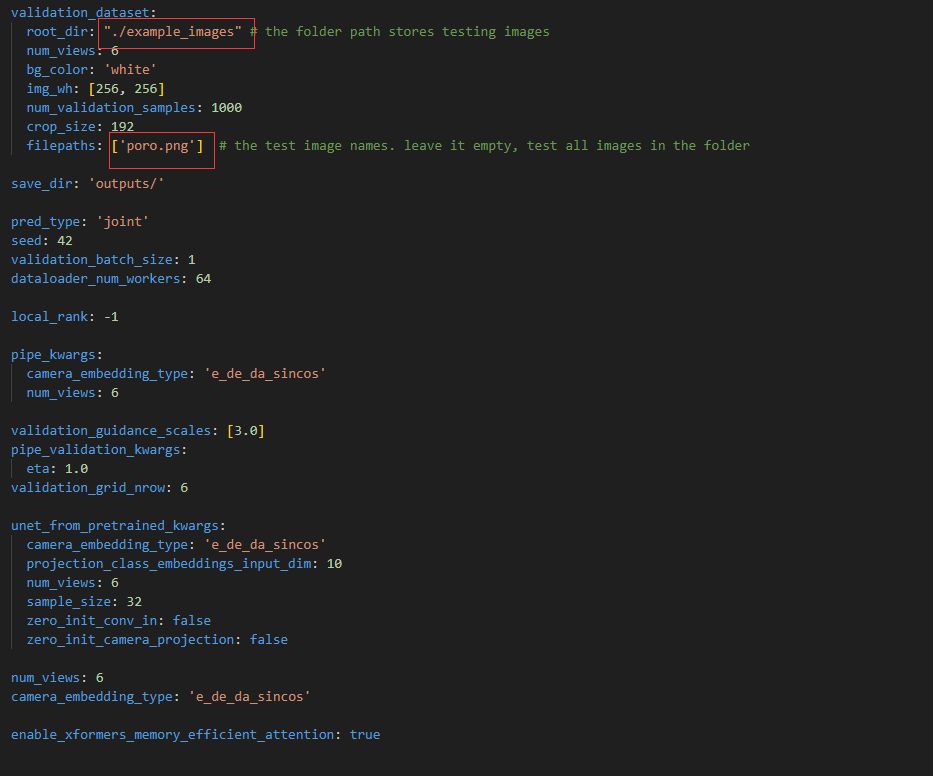 validation_dataset:
root_dir: "./example_images" # the folder path stores testing images
num_views: 6
bg_color: 'white'
img_wh: [256, 256]
num_validation_samples: 1000
crop_size: 192
filepaths: ['poro.png'] # the test image names. leave it empty, test all images in the folder
save_dir: 'outputs/'
pred_type: 'joint'
seed: 42
validation_batch_size: 1
dataloader_num_workers: 64
local_rank: -1
pipe_kwargs:
camera_embedding_type: 'e_de_da_sincos'
num_views: 6
validation_guidance_scales: [3.0]
pipe_validation_kwargs:
eta: 1.0
validation_grid_nrow: 6
unet_from_pretrained_kwargs:
camera_embedding_type: 'e_de_da_sincos'
projection_class_embeddings_input_dim: 10
num_views: 6
sample_size: 32
zero_init_conv_in: false
zero_init_camera_projection: false
num_views: 6
camera_embedding_type: 'e_de_da_sincos'
enable_xformers_memory_efficient_attention: true